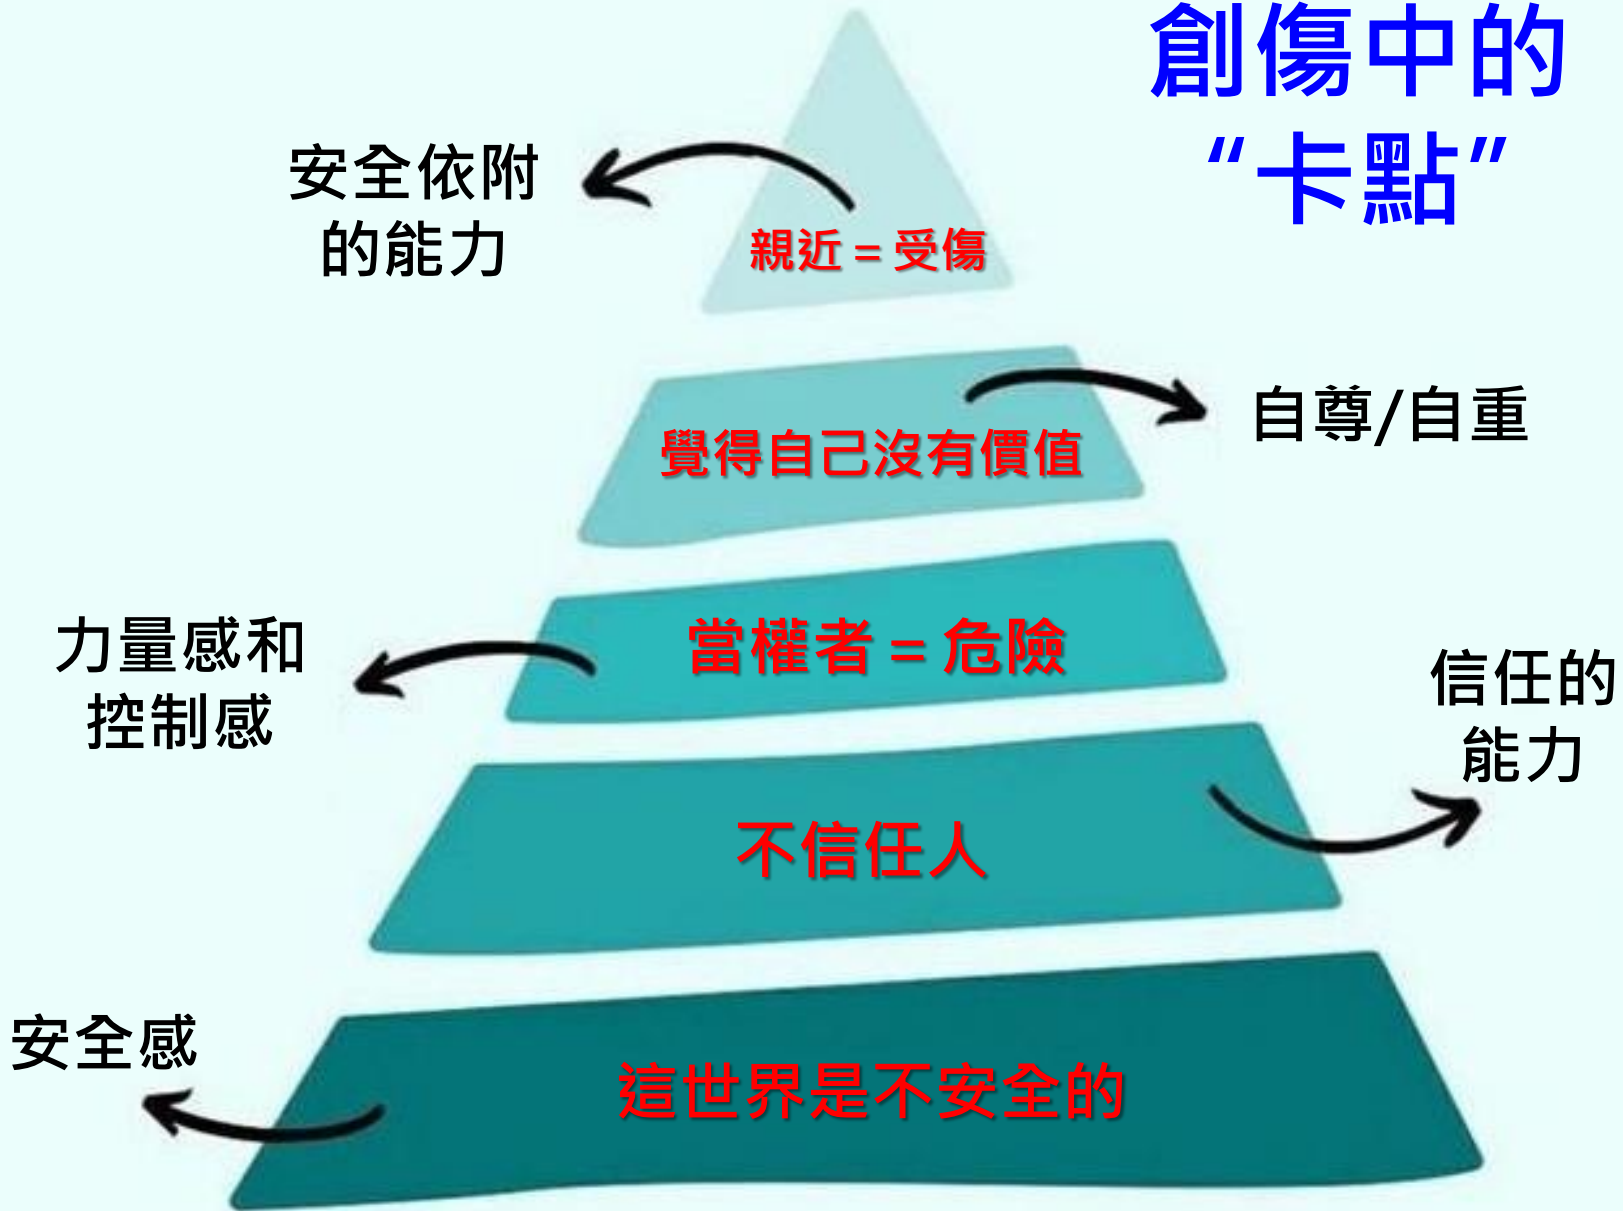 創傷中的
“卡點”
安全依附
的能力
親近 = 受傷
自尊/自重
覺得自己沒有價值
力量感和
控制感
當權者 = 危險
信任的
能力
不信任人
安全感
這世界是不安全的